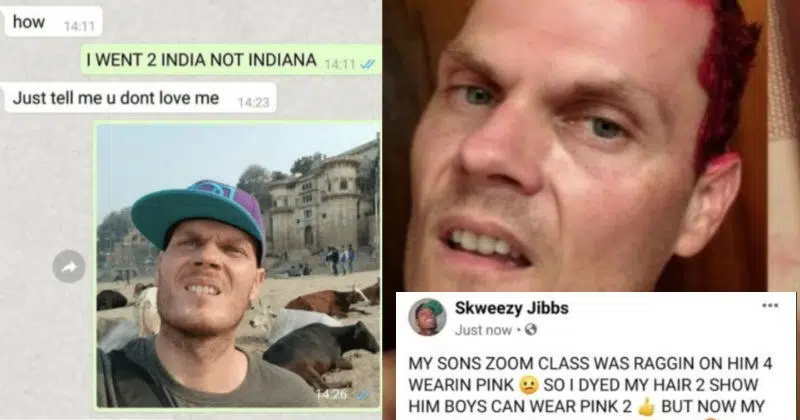 how 14:11
I WENT 2 INDIA NOT INDIANA 14:11
Just tell me u dont love me 14:23
14:26
Skweezy Jibbs
Just now
MY SONS ZOOM CLASS WAS RAGGIN ON HIM 4
WEARIN PINK 😕 SO I DYED MY HAIR 2 SHOW
HIM BOYS CAN WEAR PINK 2 👍 BUT NOW MY